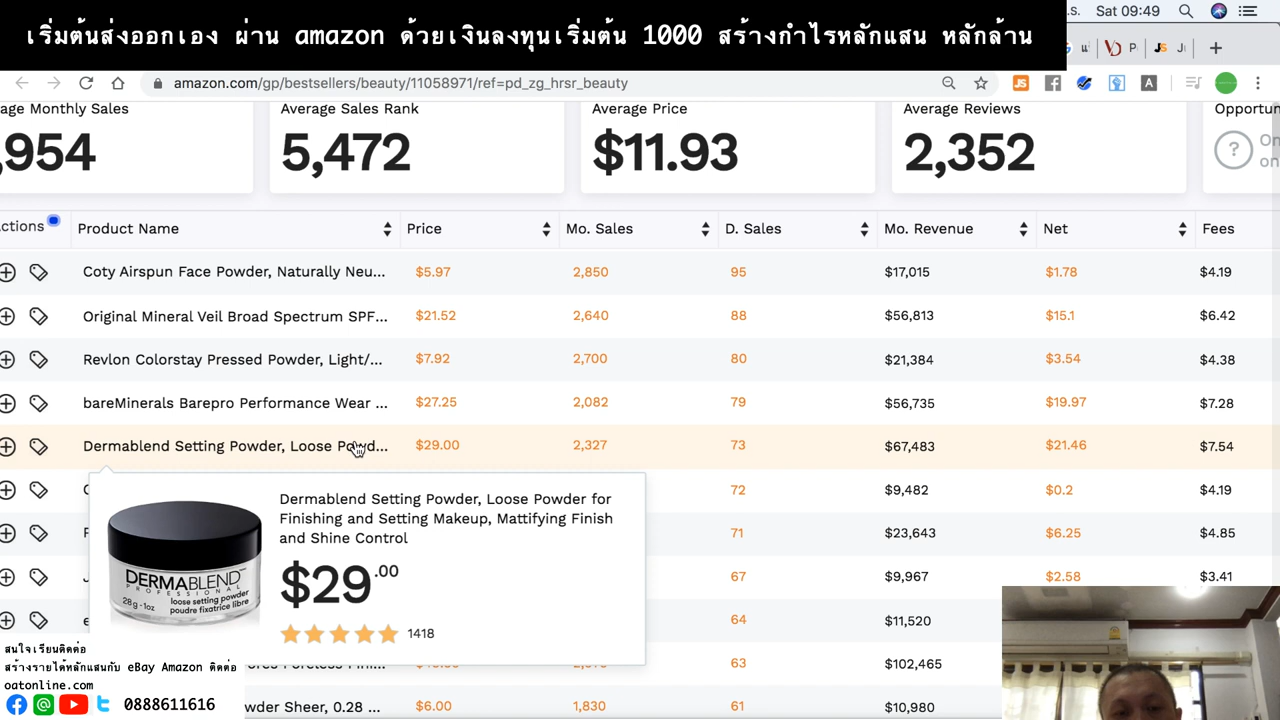 เริ่มต้นส่งออกเอง ผ่าน amazon ด้วยเงินลงทุนเริ่มต้น 1000 สร้างกำไรหลักแสน หลักล้าน
Sat 09:49
amazon.com/gp/bestsellers/beauty/11058971/ref=pd_zg_hrsr_beauty
Average Sales Rank
Average Price
Average Reviews
Monthly Sales
,954
5,472
$11.93
2,352
Product Name Price Mo. Sales D. Sales Mo. Revenue Net Fees
Coty Airspun Face Powder, Naturally Neu... $5.97 2,850 95 $17,015 $1.78 $4.19
Original Mineral Veil Broad Spectrum SPF... $21.52 2,640 88 $56,813 $15.1 $6.42
Revlon Colorstay Pressed Powder, Light/... $7.92 2,700 80 $21,384 $3.54 $4.38
bareMinerals Barepro Performance Wear ... $27.25 2,082 79 $56,735 $19.97 $7.28
Dermablend Setting Powder, Loose Powd... $29.00 2,327 73 $67,483 $21.46 $7.54
72 $9,482 $0.2 $4.19
71 $23,643 $6.25 $4.85
67 $9,967 $2.58 $3.41
64 $11,520
63 $102,465
Sheer, 0.28 ... $6.00 1,830 61 $10,980
Dermablend Setting Powder, Loose Powder for
Finishing and Setting Makeup, Mattifying Finish
and Shine Control
$29.00
1418
DERMABLEND
PROFESSIONAL
28g - 1oz loose setting powder
poudre fixatrice libre
สนใจเรียนติดต่อ
สร้างรายได้หลักแสนกับ eBay Amazon ติดต่อ
oatonline.com
0888611616